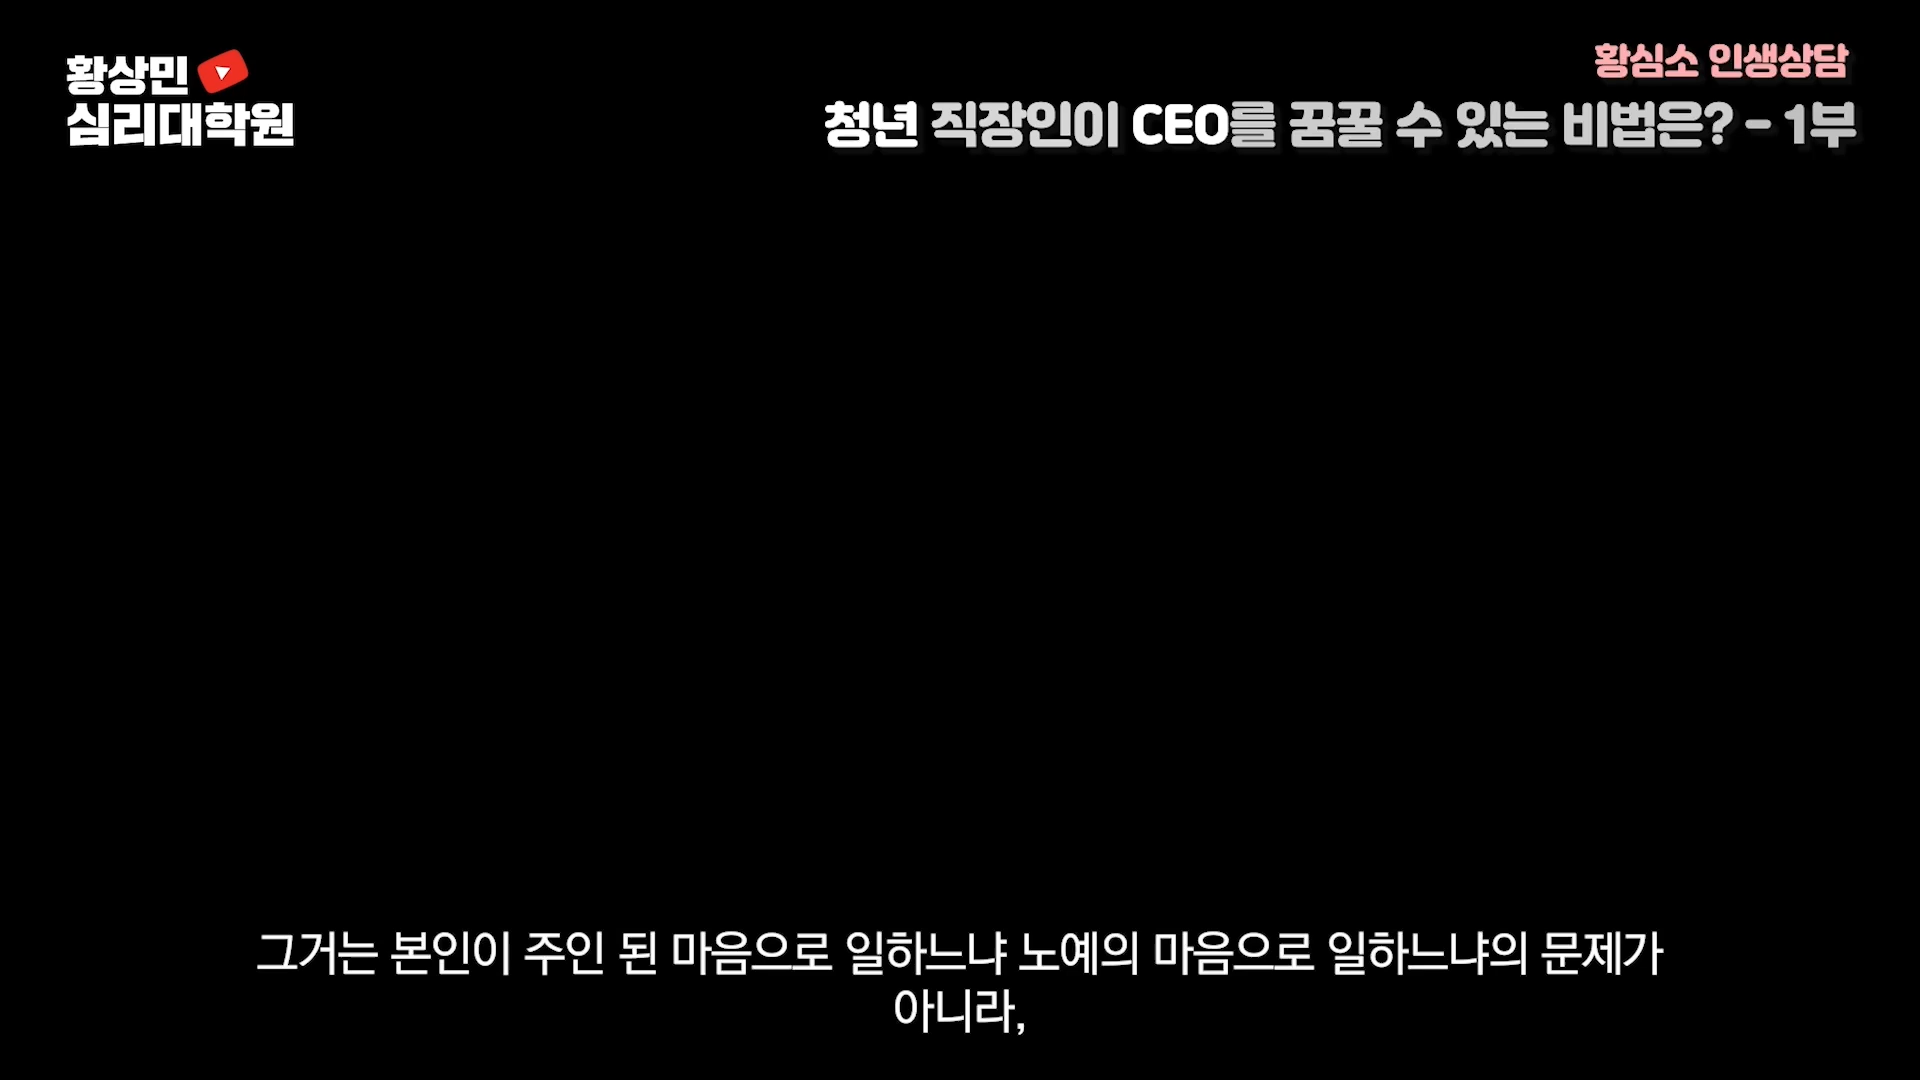 황상민
심리대학원
황심소 인생상담
청년 직장인이 CEO를 꿈꿀 수 있는 비법은? - 1부
그거는 본인이 주인 된 마음으로 일하느냐 노예의 마음으로 일하느냐의 문제가
아니라,